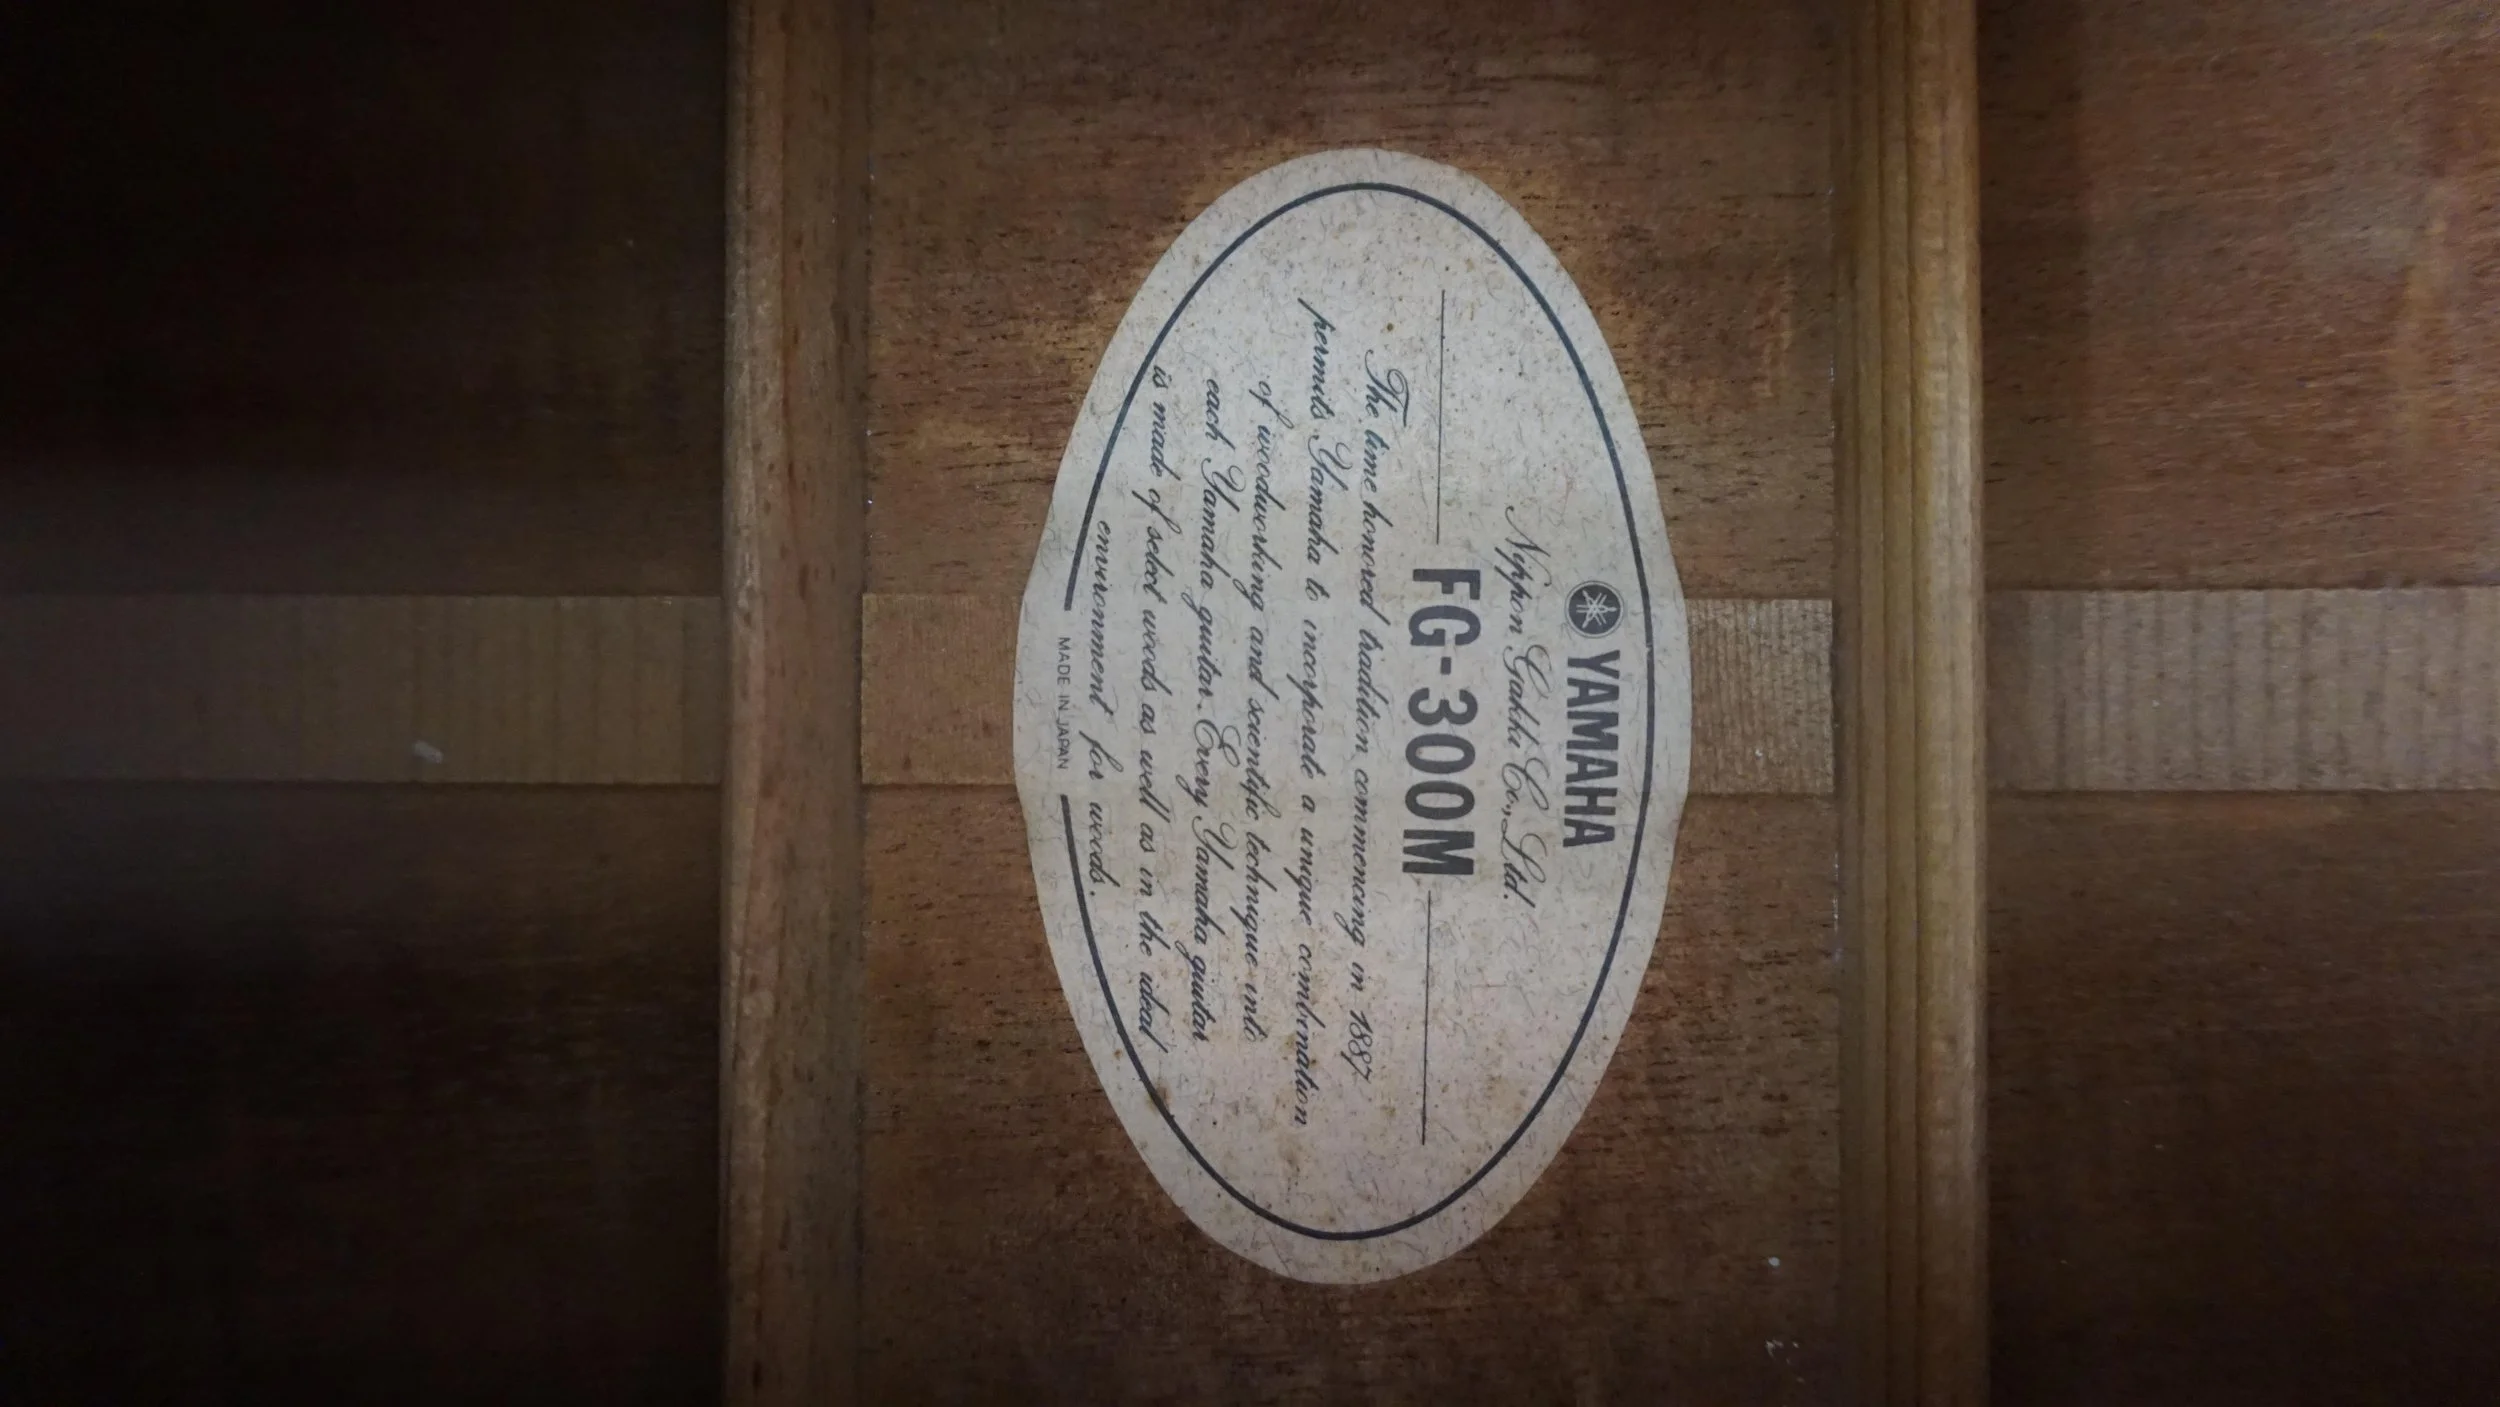 YAMAHA
Nippon Gakki Co., Ltd.
FG-300M
The time honored tradition commencing in 1887
permits Yamaha to incorporate a unique combination
of woodworking and scientific technique into
each Yamaha guitar. Every Yamaha guitar
is made of select woods as well as in the ideal
environment for woods.
MADE IN JAPAN